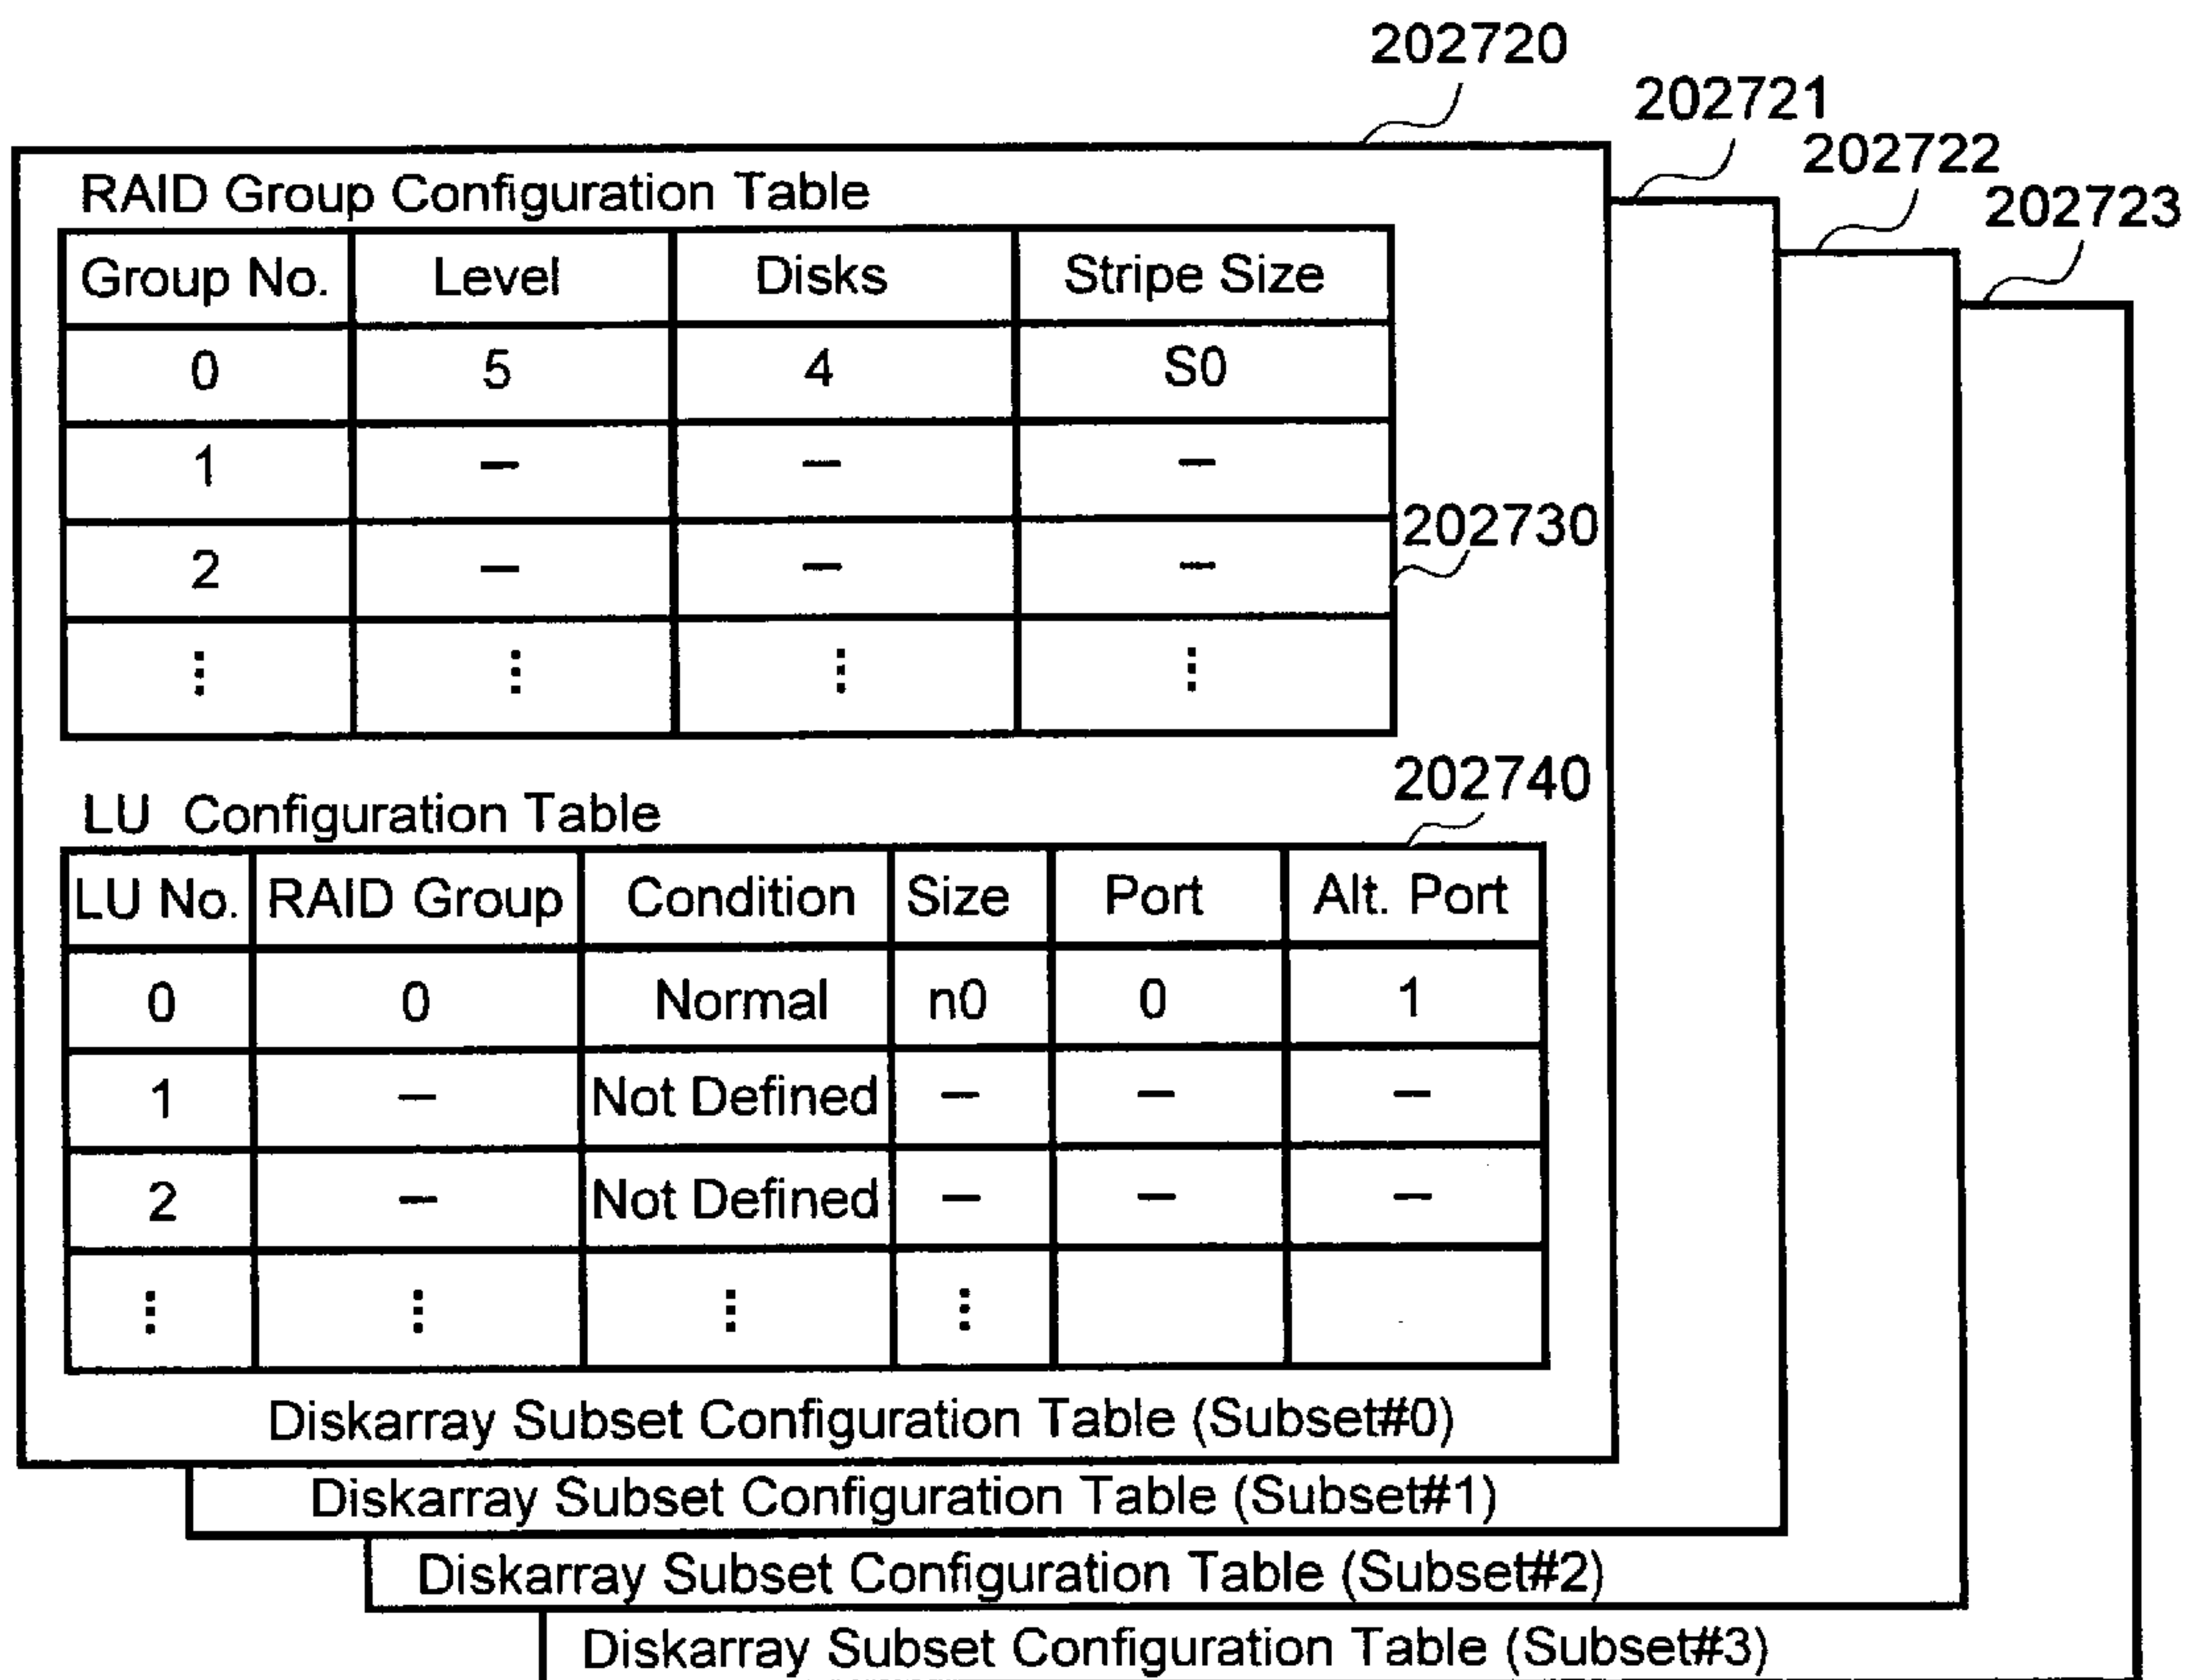 202720
202721
202722
202723
RAID Group Configuration Table
Group No. Level Disks Stripe Size
0 5 4 S0
1 – – –
202730
2 – – –
⋮ ⋮ ⋮ ⋮
202740
LU Configuration Table
LU No. RAID Group Condition Size Port Alt. Port
0 0 Normal n0 0 1
1 – Not Defined – – –
2 – Not Defined – – –
⋮ ⋮ ⋮ ⋮
Diskarray Subset Configuration Table (Subset#0)
Diskarray Subset Configuration Table (Subset#1)
Diskarray Subset Configuration Table (Subset#2)
Diskarray Subset Configuration Table (Subset#3)